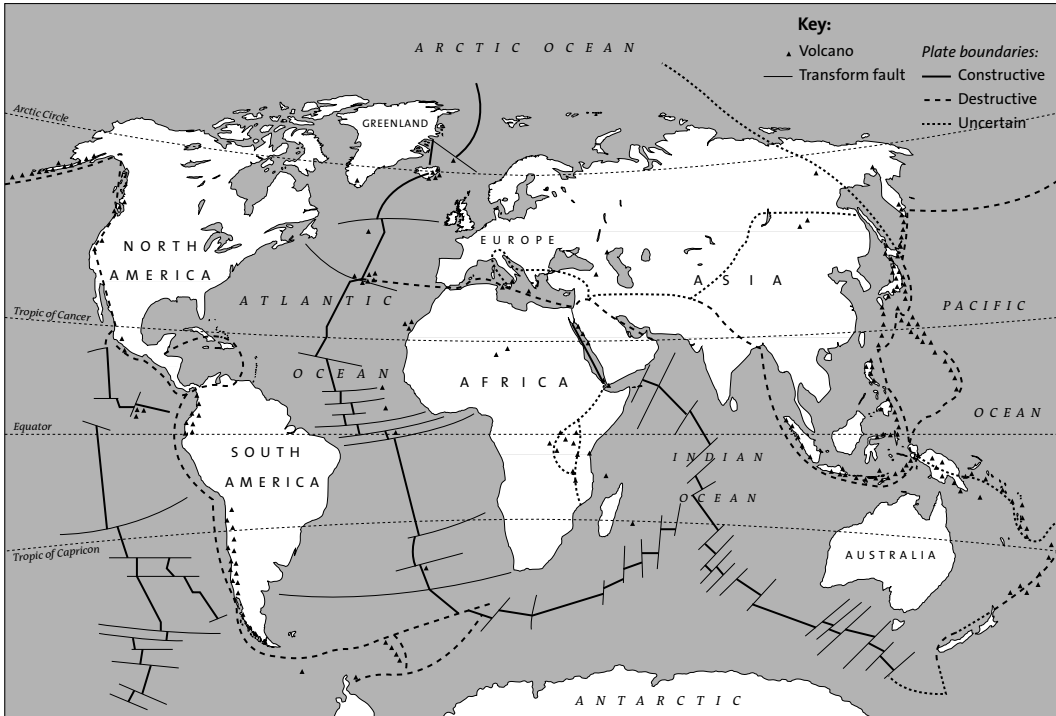 Key:
ARCTIC OCEAN
Volcano
Plate boundaries:
Transform fault
Constructive
Destructive
Uncertain
Arctic Circle
GREENLAND
NORTH
AMERICA
EUROPE
ASIA
ATLANTIC
OCEAN
PACIFIC
OCEAN
Tropic of Cancer
AFRICA
Equator
SOUTH
AMERICA
INDIAN
OCEAN
Tropic of Capricon
AUSTRALIA
ANTARCTIC